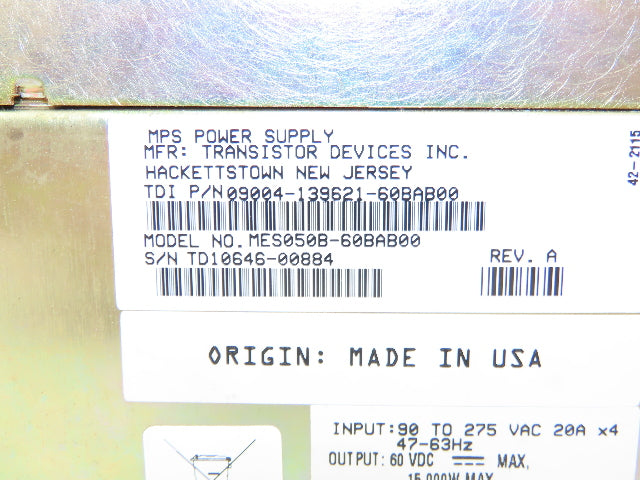 MPS POWER SUPPLY
MFR: TRANSISTOR DEVICES INC.
HACKETTSTOWN NEW JERSEY
TDI P/N 09004-139621-60BAB00
MODEL NO. MES050B-60BAB00
S/N TD10646-00884
REV. A
42-2115
ORIGIN: MADE IN USA
INPUT:90 TO 275 VAC 20A x4
47-63Hz
OUTPUT: 60 VDC MAX,
15,000W MAX